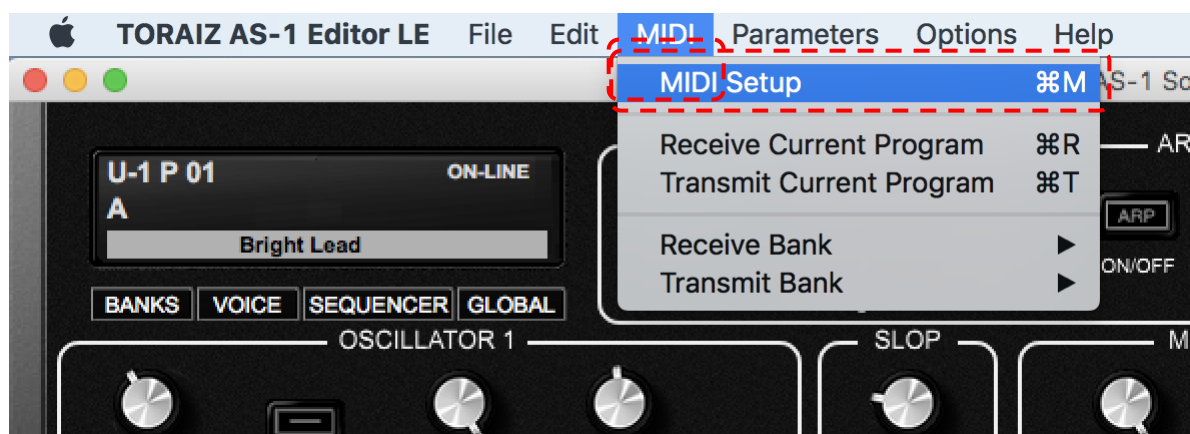 TORAIZ AS-1 Editor LE File Edit MIDI Parameters Options Help
MIDI Setup ⌘M
AS-1 So
Receive Current Program ⌘R
Transmit Current Program ⌘T
Receive Bank ▶
Transmit Bank ▶
U-1 P 01 ON-LINE
A
Bright Lead
BANKS VOICE SEQUENCER GLOBAL
AR
ARP
ON/OFF
OSCILLATOR 1
SLOP
M